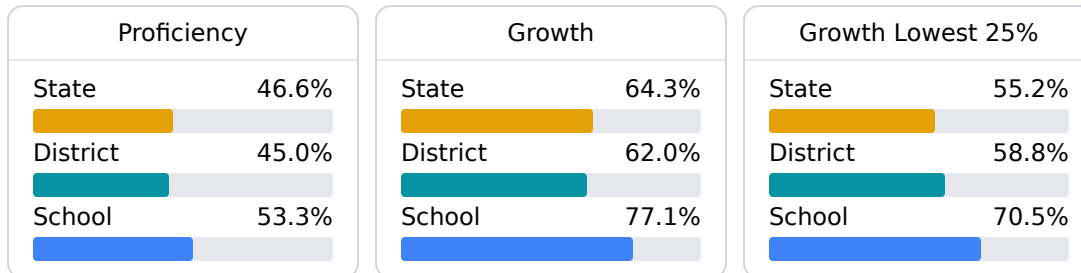 Proficiency
State 46.6%
District 45.0%
School 53.3%
Growth
State 64.3%
District 62.0%
School 77.1%
Growth Lowest 25%
State 55.2%
District 58.8%
School 70.5%